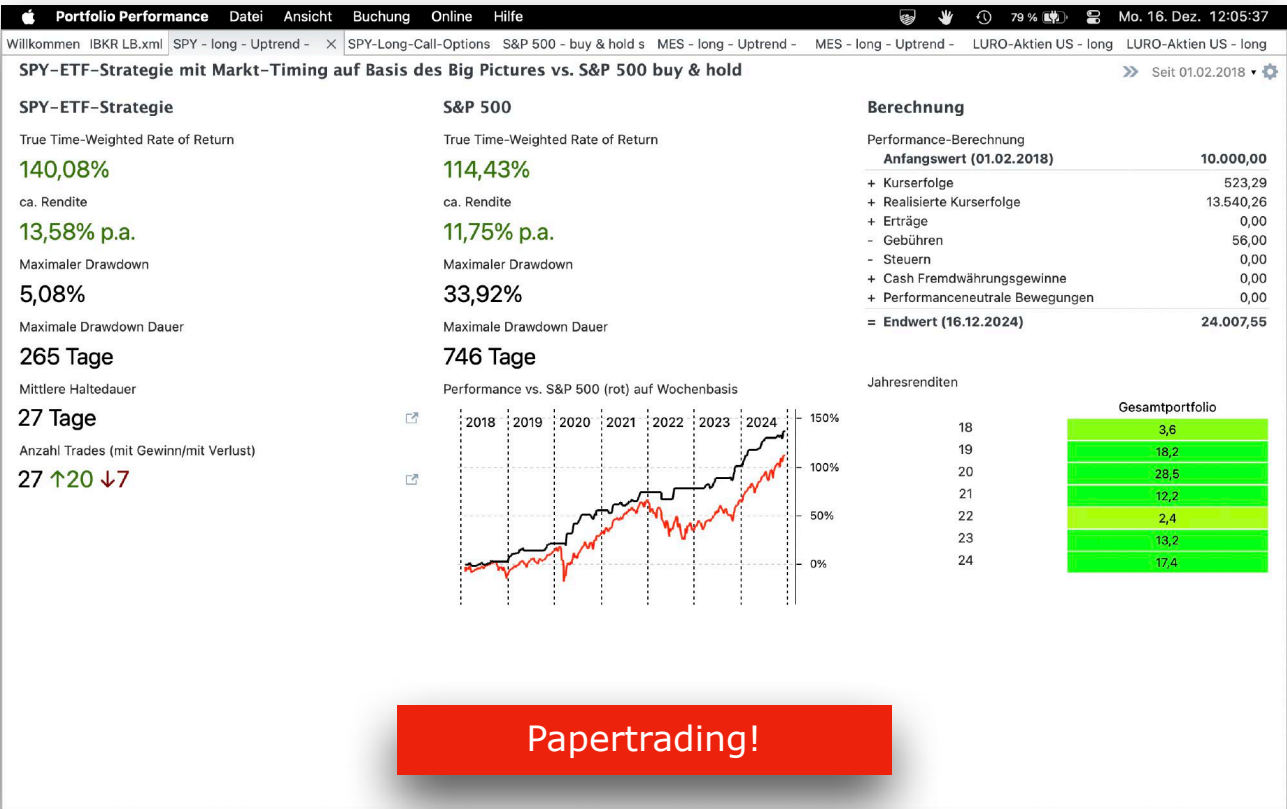 Portfolio Performance Datei Ansicht Buchung Online Hilfe 79 % Mo. 16. Dez. 12:05:37
Willkommen IBKR LB.xml SPY - long - Uptrend - SPY-Long-Call-Options S&P 500 - buy & hold s MES - long - Uptrend - MES - long - Uptrend - LURO-Aktien US - long LURO-Aktien US - long
SPY-ETF-Strategie mit Markt-Timing auf Basis des Big Pictures vs. S&P 500 buy & hold
Seit 01.02.2018
SPY-ETF-Strategie
True Time-Weighted Rate of Return
140,08%
ca. Rendite
13,58% p.a.
Maximaler Drawdown
5,08%
Maximale Drawdown Dauer
265 Tage
Mittlere Haltedauer
27 Tage
Anzahl Trades (mit Gewinn/mit Verlust)
27 ↑20 ↓7
S&P 500
True Time-Weighted Rate of Return
114,43%
ca. Rendite
11,75% p.a.
Maximaler Drawdown
33,92%
Maximale Drawdown Dauer
746 Tage
Performance vs. S&P 500 (rot) auf Wochenbasis
2018 2019 2020 2021 2022 2023 2024
150%
100%
50%
0%
Berechnung
Performance-Berechnung
Anfangswert (01.02.2018) 10.000,00
+ Kurserfolge 523,29
+ Realisierte Kurserfolge 13.540,26
+ Erträge 0,00
- Gebühren 56,00
- Steuern 0,00
+ Cash Fremdwährungsgewinne 0,00
+ Performanceneutrale Bewegungen 0,00
= Endwert (16.12.2024) 24.007,55
Jahresrenditen
Gesamtportfolio
18 3,6
19 18,2
20 28,5
21 12,2
22 2,4
23 13,2
24 17,4
Papertrading!